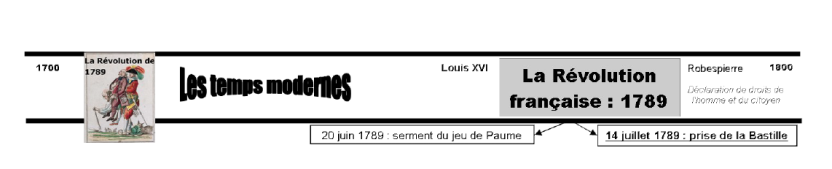 1700
La Révolution de
1789
Les temps modernes
Louis XVI
La Révolution
française : 1789
Robespierre
1800
Déclaration de droits de
l'homme et du citoyen
20 juin 1789 : serment du jeu de Paume
14 juillet 1789 : prise de la Bastille